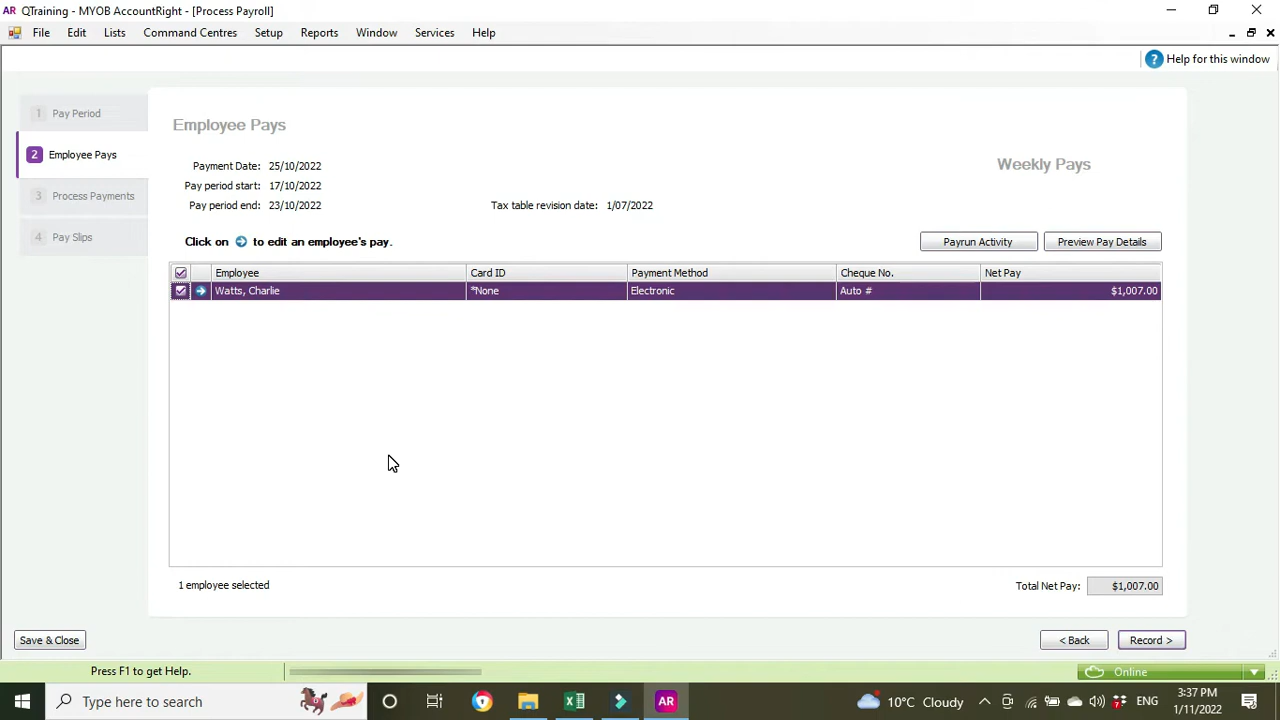 AR QTraining - MYOB AccountRight - [Process Payroll]
File Edit Lists Command Centres Setup Reports Window Services Help
? Help for this window
1 Pay Period
2 Employee Pays
3 Process Payments
4 Pay Slips
Employee Pays
Weekly Pays
Payment Date: 25/10/2022
Pay period start: 17/10/2022
Pay period end: 23/10/2022 Tax table revision date: 1/07/2022
Click on to edit an employee's pay. Payrun Activity Preview Pay Details
Employee Card ID Payment Method Cheque No. Net Pay
Watts, Charlie *None Electronic Auto # $1,007.00
1 employee selected Total Net Pay: $1,007.00
Save & Close < Back Record >
Press F1 to get Help. Online
Type here to search AR 10°C Cloudy ENG 3:37 PM
1/11/2022